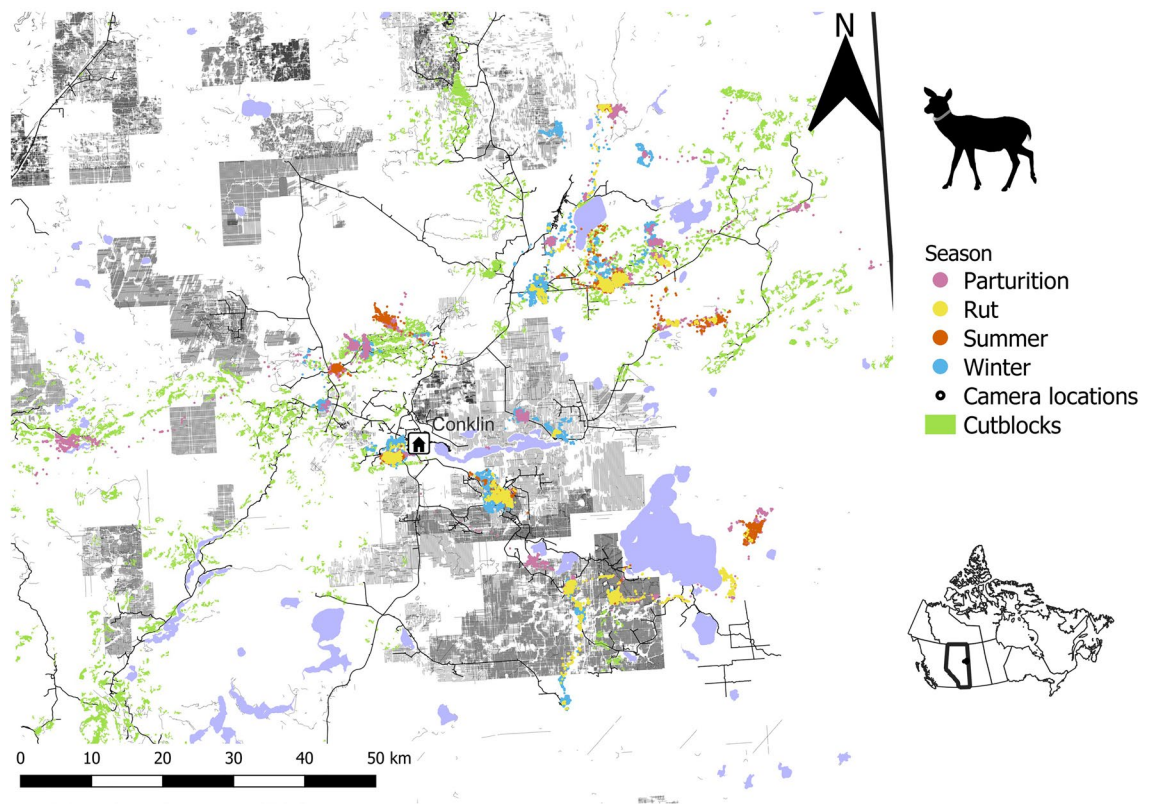 N
Season
Parturition
Rut
Summer
Winter
Camera locations
Cutblocks
Conklin
0 10 20 30 40 50 km